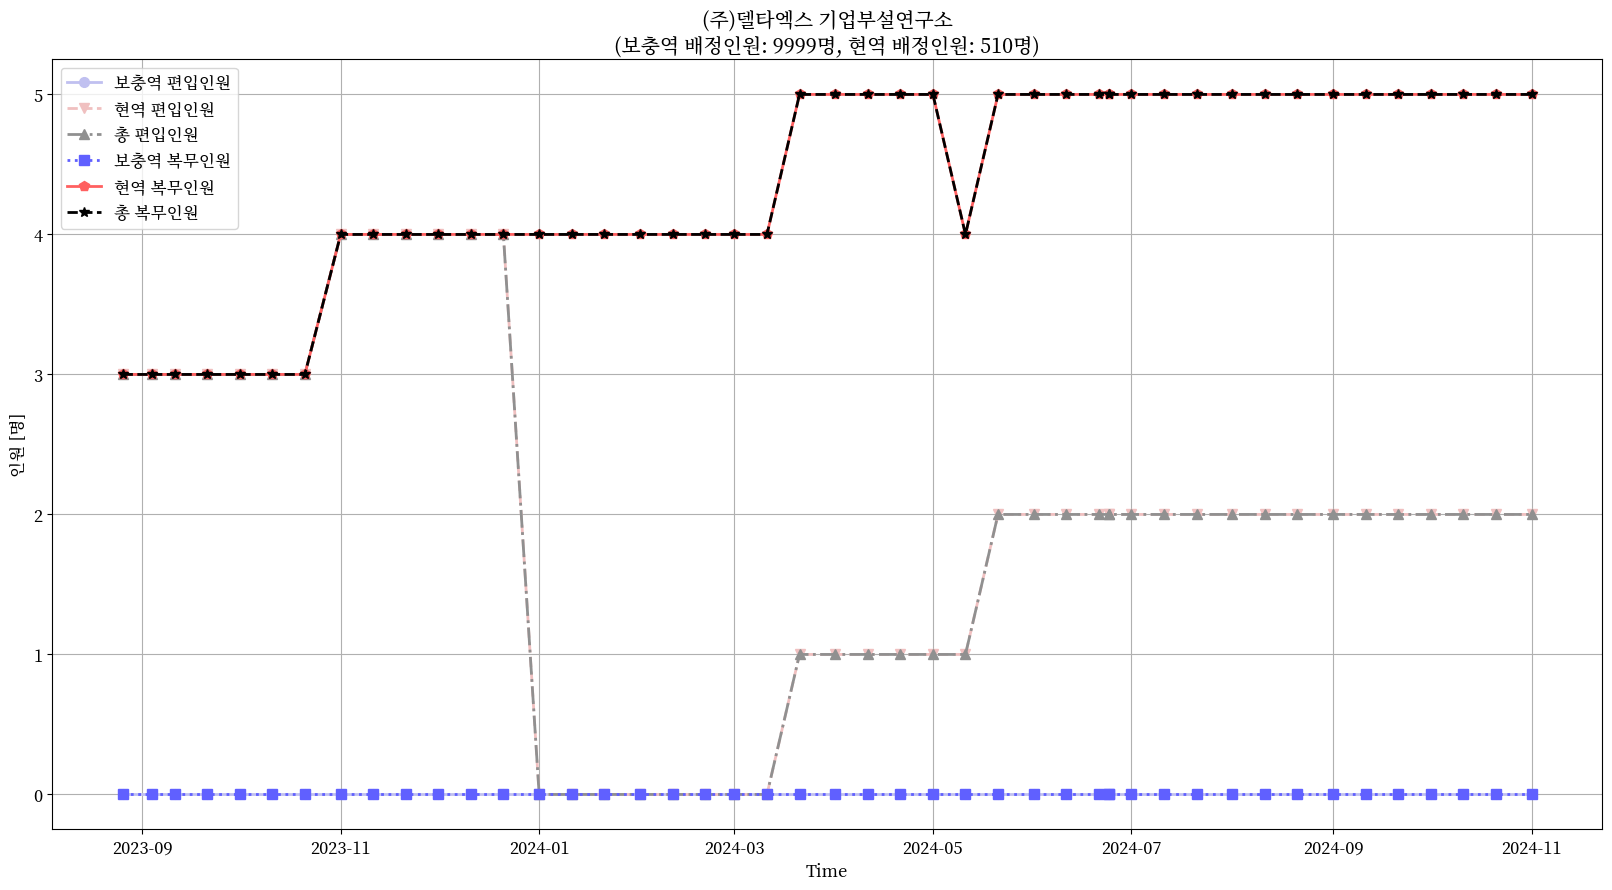 (주)델타엑스 기업부설연구소
(보충역 배정인원: 9999명, 현역 배정인원: 510명)
보충역 편입인원
현역 편입인원
총 편입인원
보충역 복무인원
현역 복무인원
총 복무인원
인원 [명]
5
4
3
2
1
0
2023-09
2023-11
2024-01
2024-03
2024-05
2024-07
2024-09
2024-11
Time